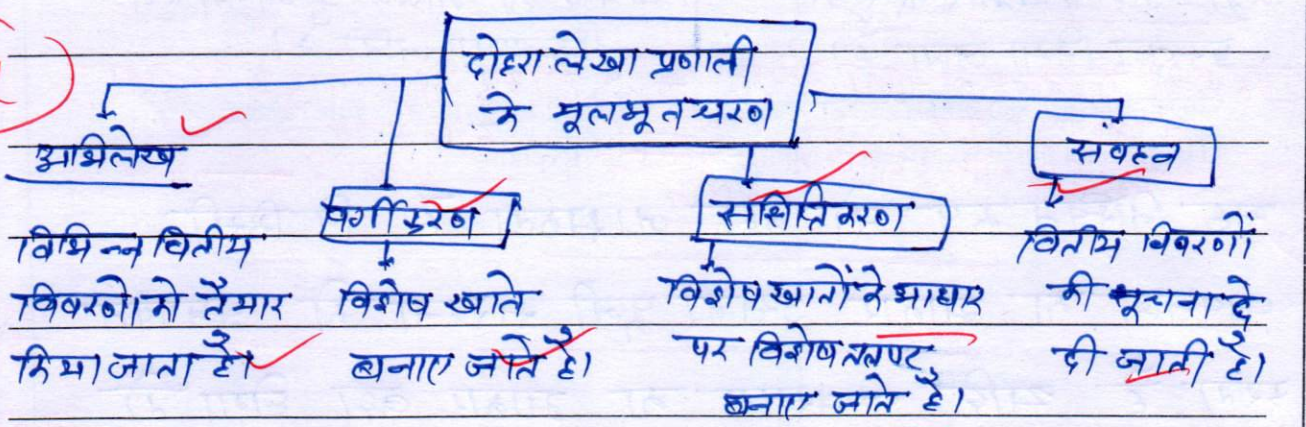 दोहरा लेखा प्रणाली
के मूलभूत चरण
अभिलेख
विभिन्न वितीय
विवरणो को तैयार
किया जाता है।
वर्गीकरण
विशेष खाते
बनाए जाते है।
संक्षिप्तिकरण
विशेष खातों के आधार
पर विशेष तलपट
बनाए जाते है।
संवहन
वितीय विवरणों
की सूचना दे
दी जाती है।